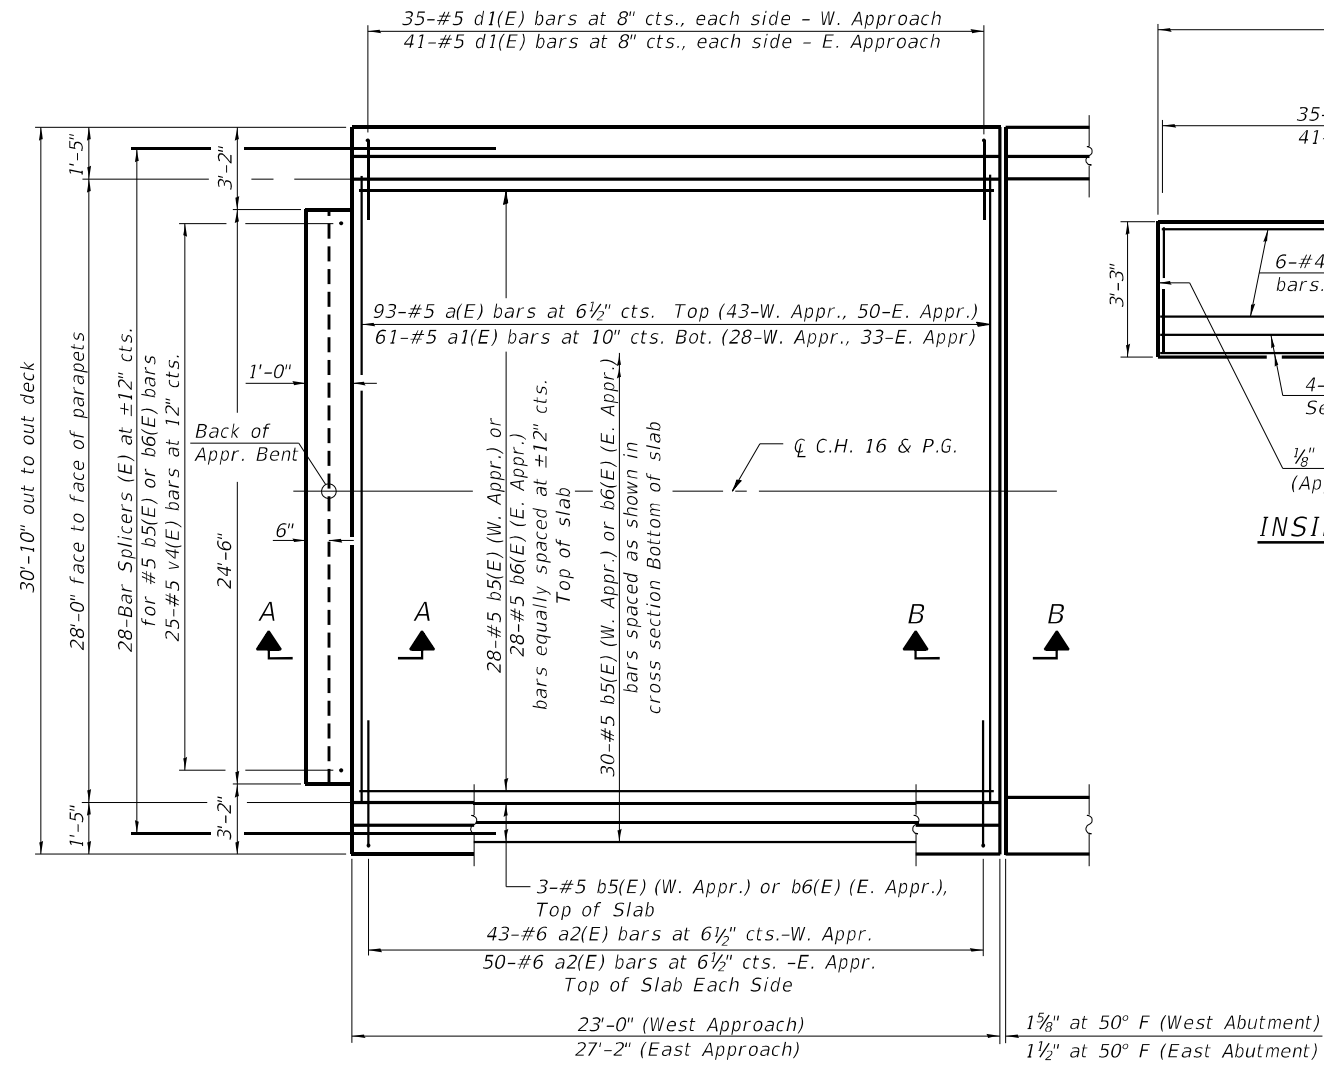 35-#5 d1(E) bars at 8" cts., each side - W. Approach
41-#5 d1(E) bars at 8" cts., each side - E. Approach
1'-5"
3'-2"
35-
41-
30'-10" out to out deck
28'-0" face to face of parapets
28-Bar Splicers (E) at ±12" cts.
for #5 b5(E) or b6(E) bars
25-#5 v4(E) bars at 12" cts.
24'-6"
1'-0"
Back of
Appr. Bent
6"
93-#5 a(E) bars at 6½" cts. Top (43-W. Appr., 50-E. Appr.)
61-#5 a1(E) bars at 10" cts. Bot. (28-W. Appr., 33-E. Appr)
28-#5 b5(E) (W. Appr.) or
28-#5 b6(E) (E. Appr.)
bars equally spaced at ±12" cts.
Top of slab
30-#5 b5(E) (W. Appr.) or b6(E) (E. Appr.)
bars spaced as shown in
cross section Bottom of slab
℄ C.H. 16 & P.G.
A
A
B
B
3'-3"
6-#4
bars.
4-
Se
⅛"
(Ap
INSI
1'-5"
3'-2"
3-#5 b5(E) (W. Appr.) or b6(E) (E. Appr.),
Top of Slab
43-#6 a2(E) bars at 6½" cts.-W. Appr.
50-#6 a2(E) bars at 6½" cts. -E. Appr.
Top of Slab Each Side
23'-0" (West Approach)
27'-2" (East Approach)
1⅝" at 50° F (West Abutment)
1½" at 50° F (East Abutment)